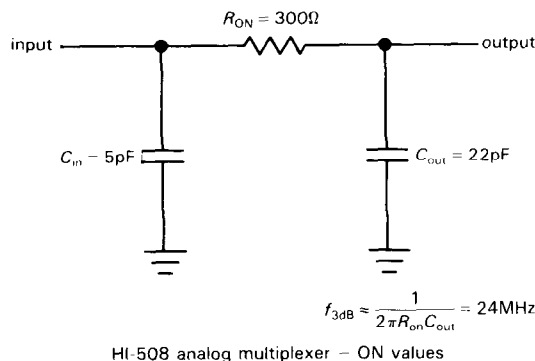 R_ON = 300Ω
input
output
C_in − 5pF
C_out = 22pF
f_3dB ≈ 1 / 2πR_on C_out = 24MHz
HI-508 analog multiplexer – ON values